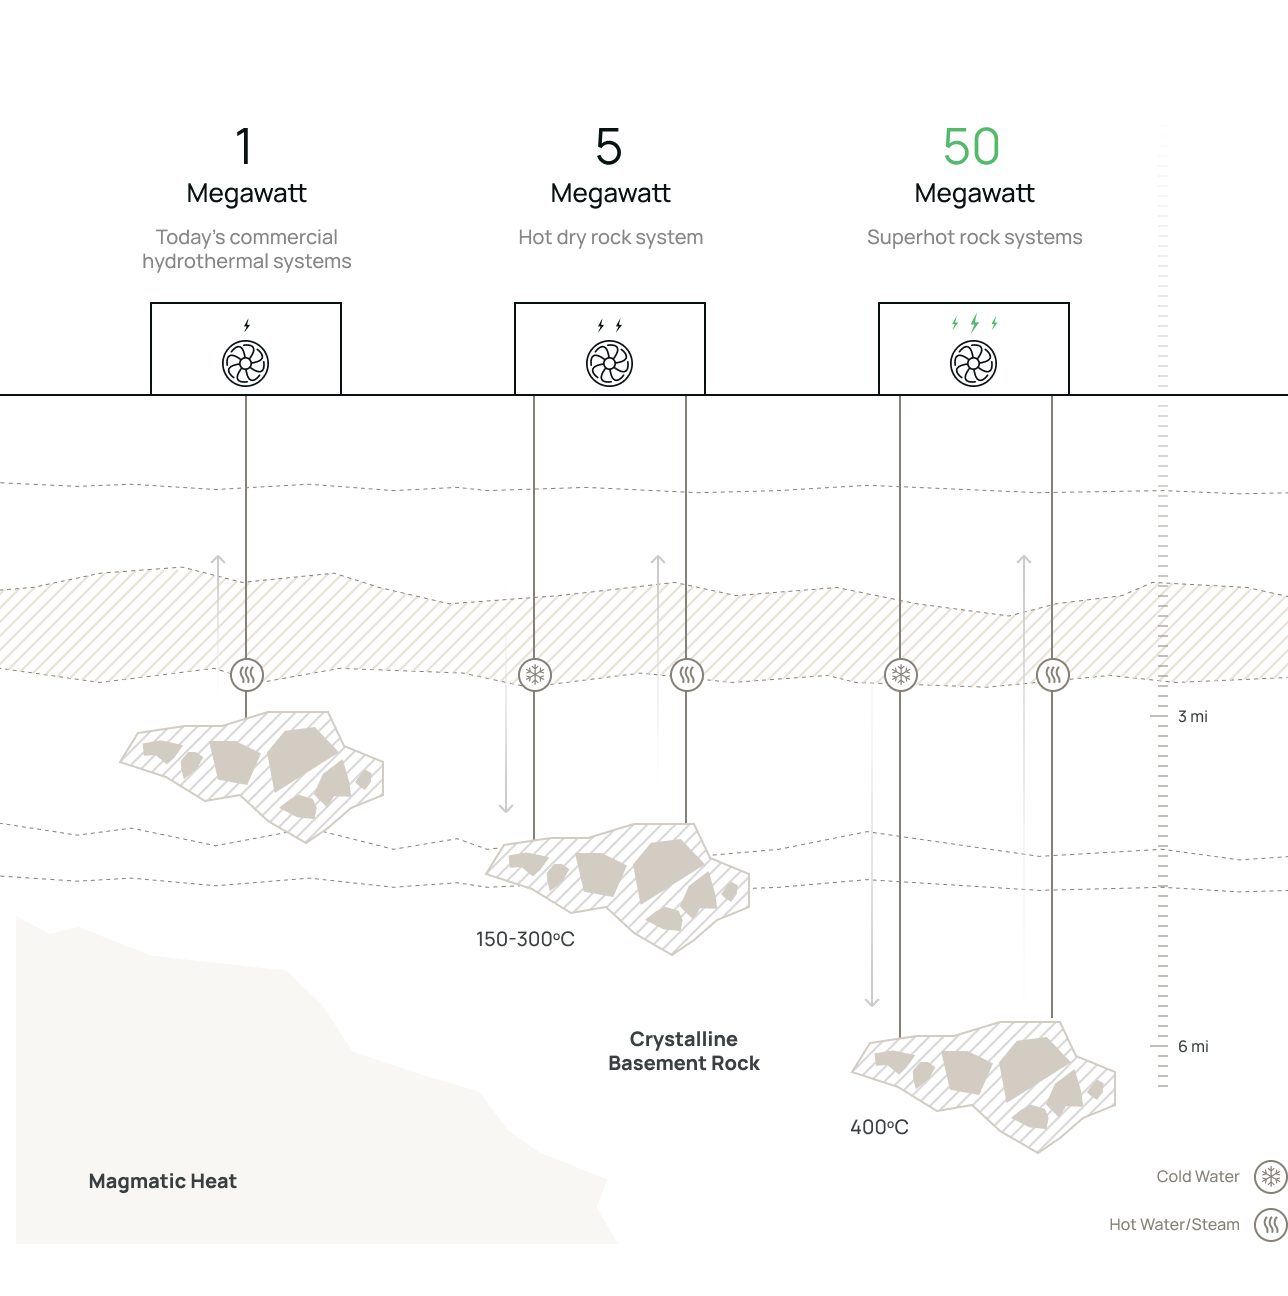 1
Megawatt
Today's commercial
hydrothermal systems
5
Megawatt
Hot dry rock system
50
Megawatt
Superhot rock systems
3 mi
150-300ºC
Crystalline
Basement Rock
6 mi
400ºC
Magmatic Heat
Cold Water
Hot Water/Steam